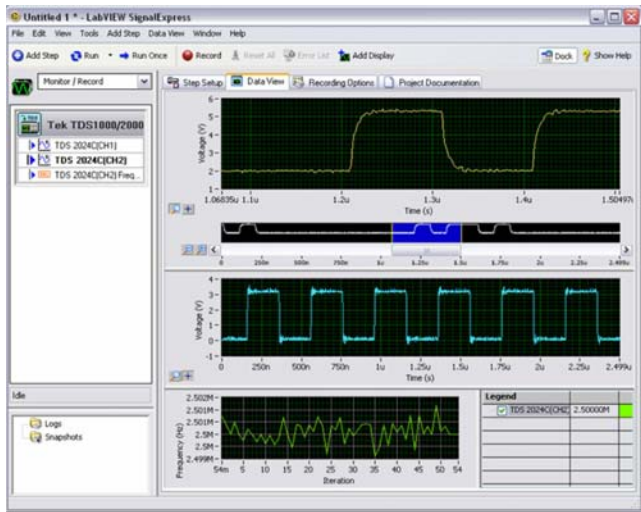 Untitled 1 * - LabVIEW SignalExpress
File Edit View Tools Add Step Data View Window Help
Add Step Run Run Once Record Reset All Error List Add Display Dock Show Help
Monitor / Record
Step Setup Data View Recording Options Project Documentation
Tek TDS1000/2000
TDS 2024C(CH1)
TDS 2024C(CH2)
TDS 2024C(CH2) Freq...
Voltage (V)
6
5
4
3
2
1
1.06835u 1.1u 1.2u 1.3u 1.4u 1.50497u
Time (s)
0 250n 500n 750n 1u 1.25u 1.5u 1.75u 2u 2.25u 2.499u
Voltage (V)
4
3
2
1
0
-1
0 250n 500n 750n 1u 1.25u 1.5u 1.75u 2u 2.25u 2.499u
Time (s)
Idle
Logs
Snapshots
Frequency (Hz)
2.502M
2.501M
2.501M
2.5M
2.5M
2.499M
54m 5 10 15 20 25 30 35 40 45 50 54
Iteration
Legend
TDS 2024C(CH2) 2.50000M